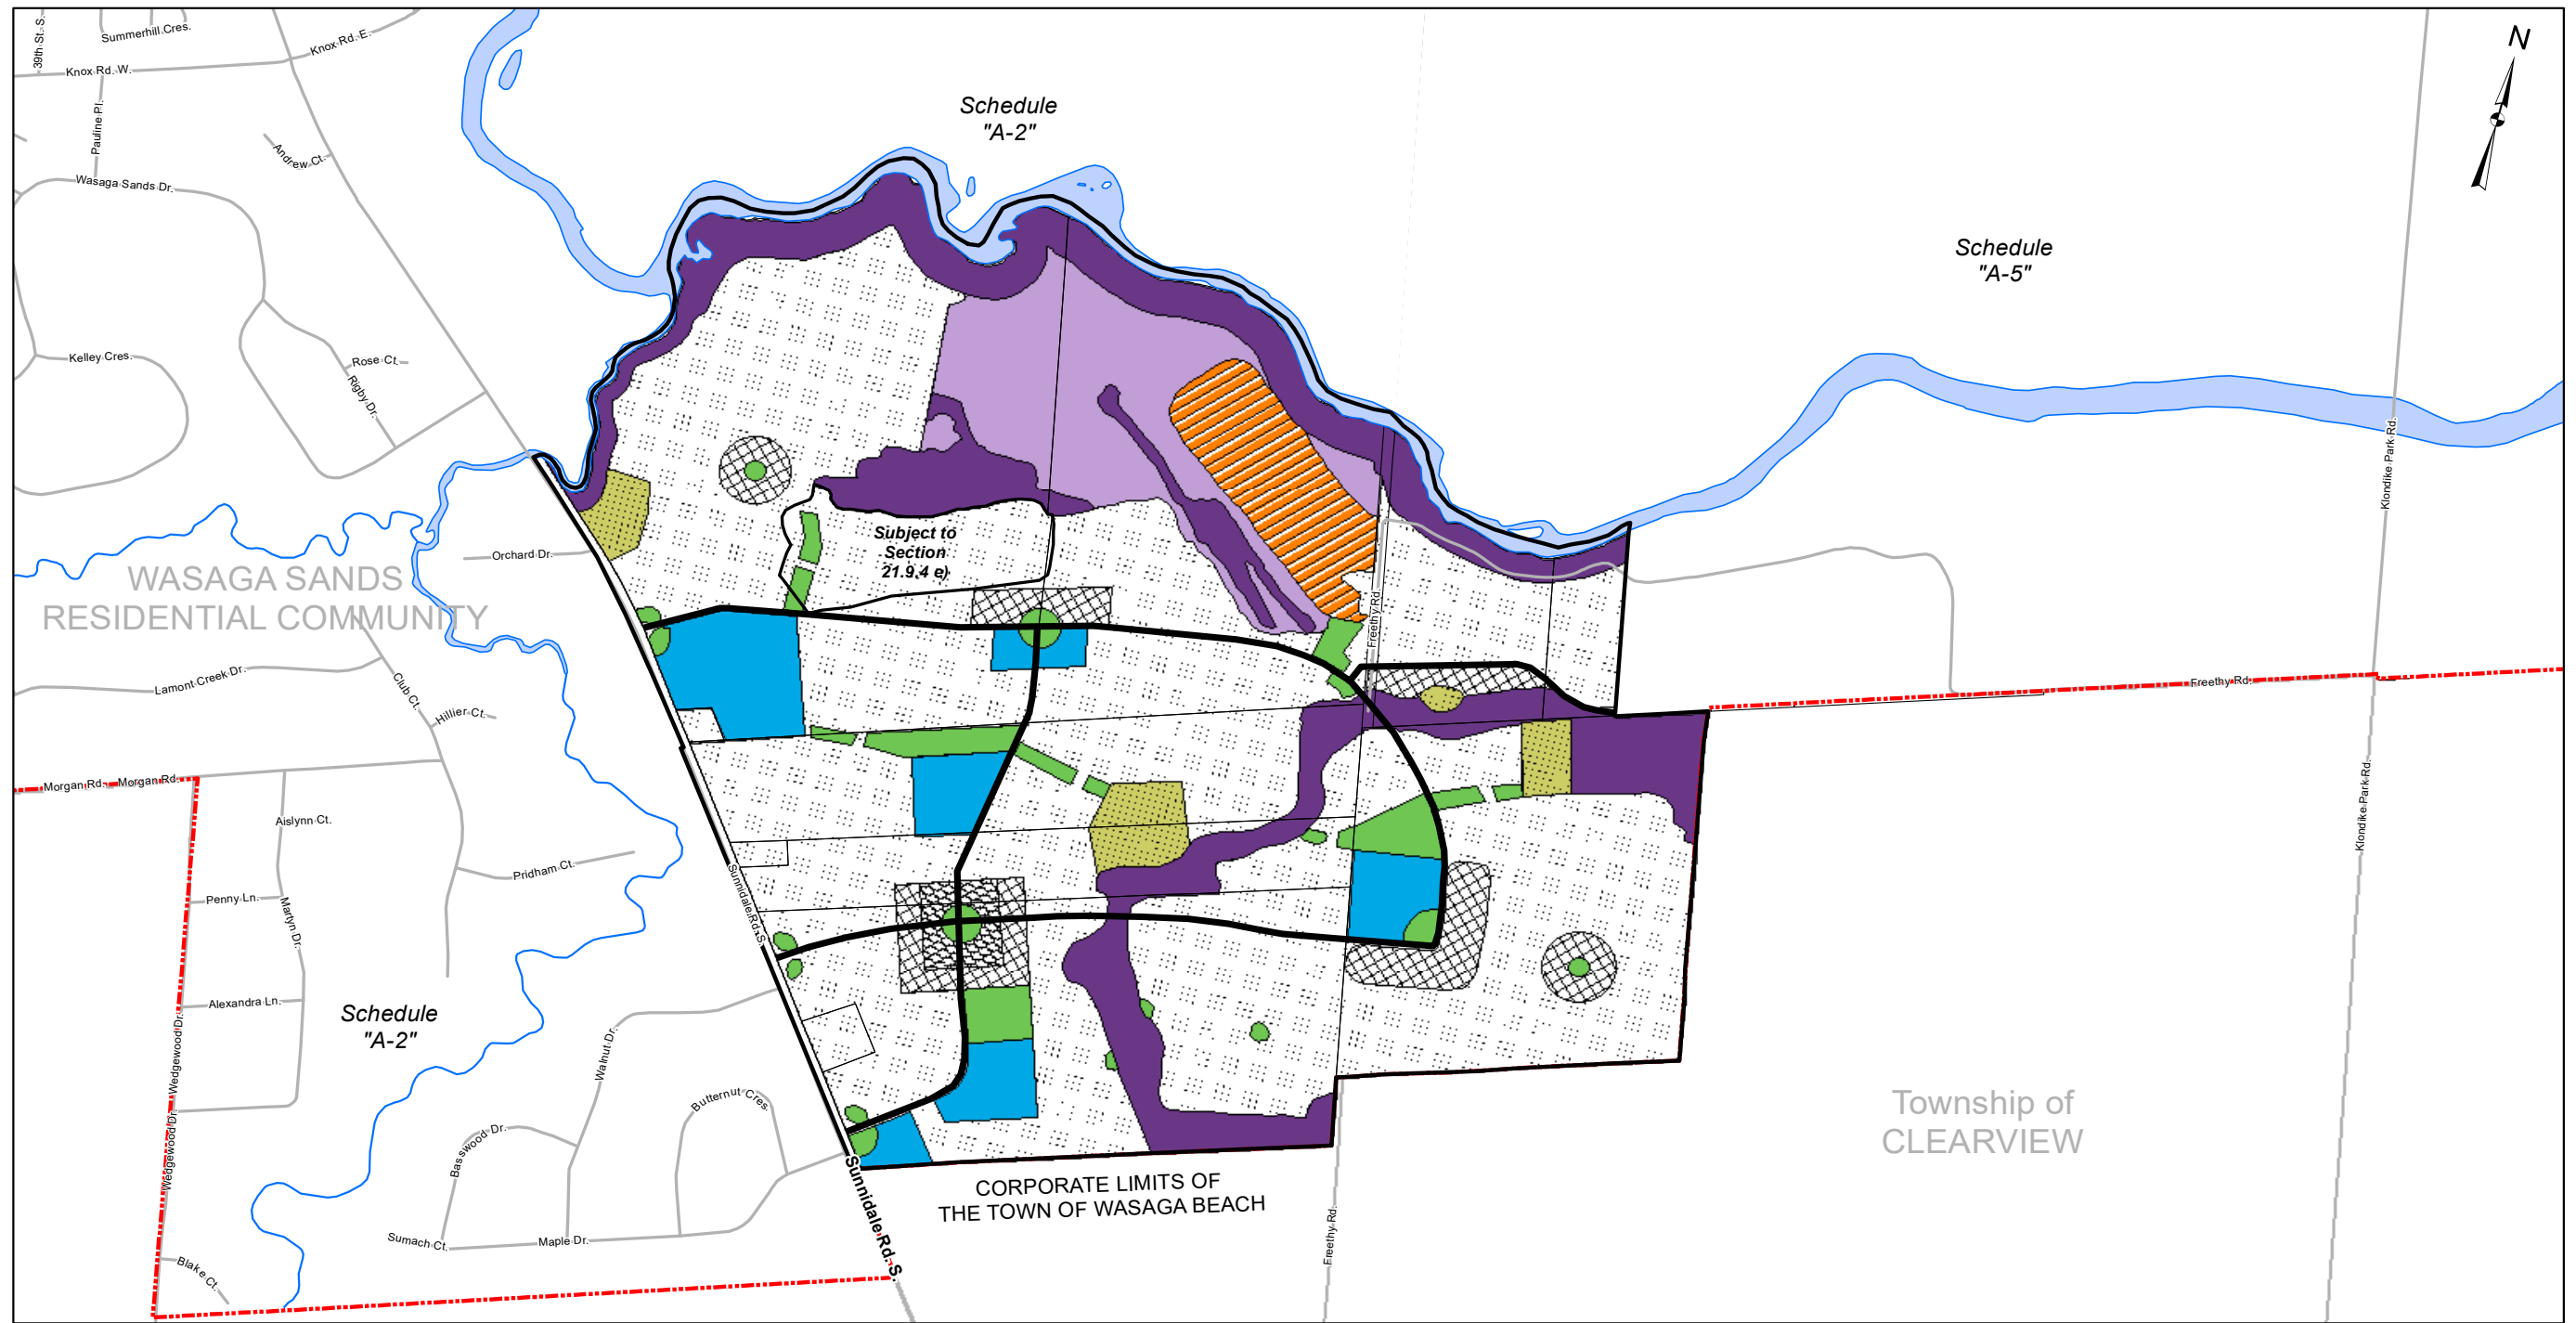 39th St. S.
Summerhill Cres.
Knox Rd. E.
Knox Rd. W.
Pauline Pl.
Andrew Ct.
Wasaga Sands Dr.
Kelley Cres.
Rose Ct.
Rigby Dr.
Schedule
"A-2"
N
Schedule
"A-5"
Klondike Park Rd.
Orchard Dr.
WASAGA SANDS
RESIDENTIAL COMMUNITY
Subject to
Section
21.9.4 e)
Freethy Rd.
Lamont Creek Dr.
Club Ct.
Hillier Ct.
Freethy Rd.
Morgan Rd.
Morgan Rd.
Aislynn Ct.
Pridham Ct.
Penny Ln.
Martyn Dr.
Sunnidale Rd. S.
Klondike Park Rd.
Alexandra Ln.
Schedule
"A-2"
Wedgewood Dr.
Wedgewood Dr.
Walnut Dr.
Butternut Cres.
Basswood Dr.
Township of
CLEARVIEW
CORPORATE LIMITS OF
THE TOWN OF WASAGA BEACH
Sunnidale Rd. S.
Freethy Rd.
Sumach Ct.
Maple Dr.
Blake Ct.